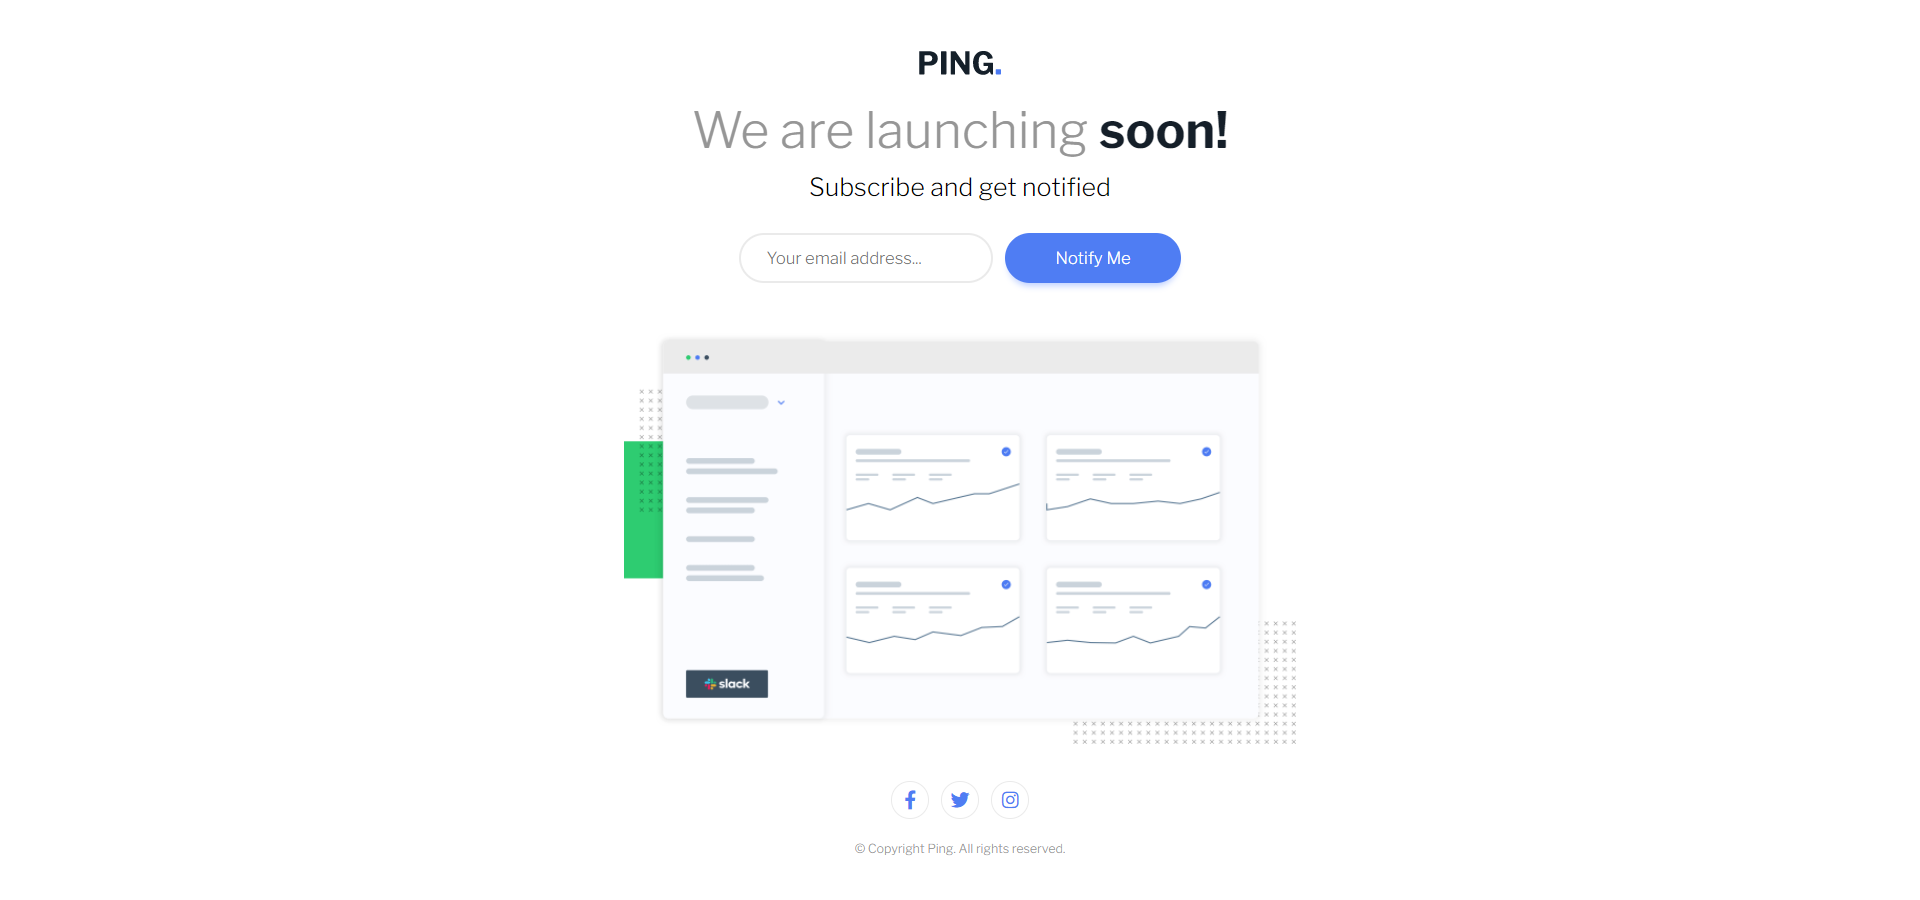 PING.
We are launching soon!
Subscribe and get notified
Your email address...
Notify Me
slack
© Copyright Ping. All rights reserved.